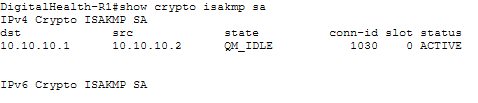 DigitalHealth-R1#show crypto isakmp sa
IPv4 Crypto ISAKMP SA
dst src state conn-id slot status
10.10.10.1 10.10.10.2 QM_IDLE 1030 0 ACTIVE
IPv6 Crypto ISAKMP SA